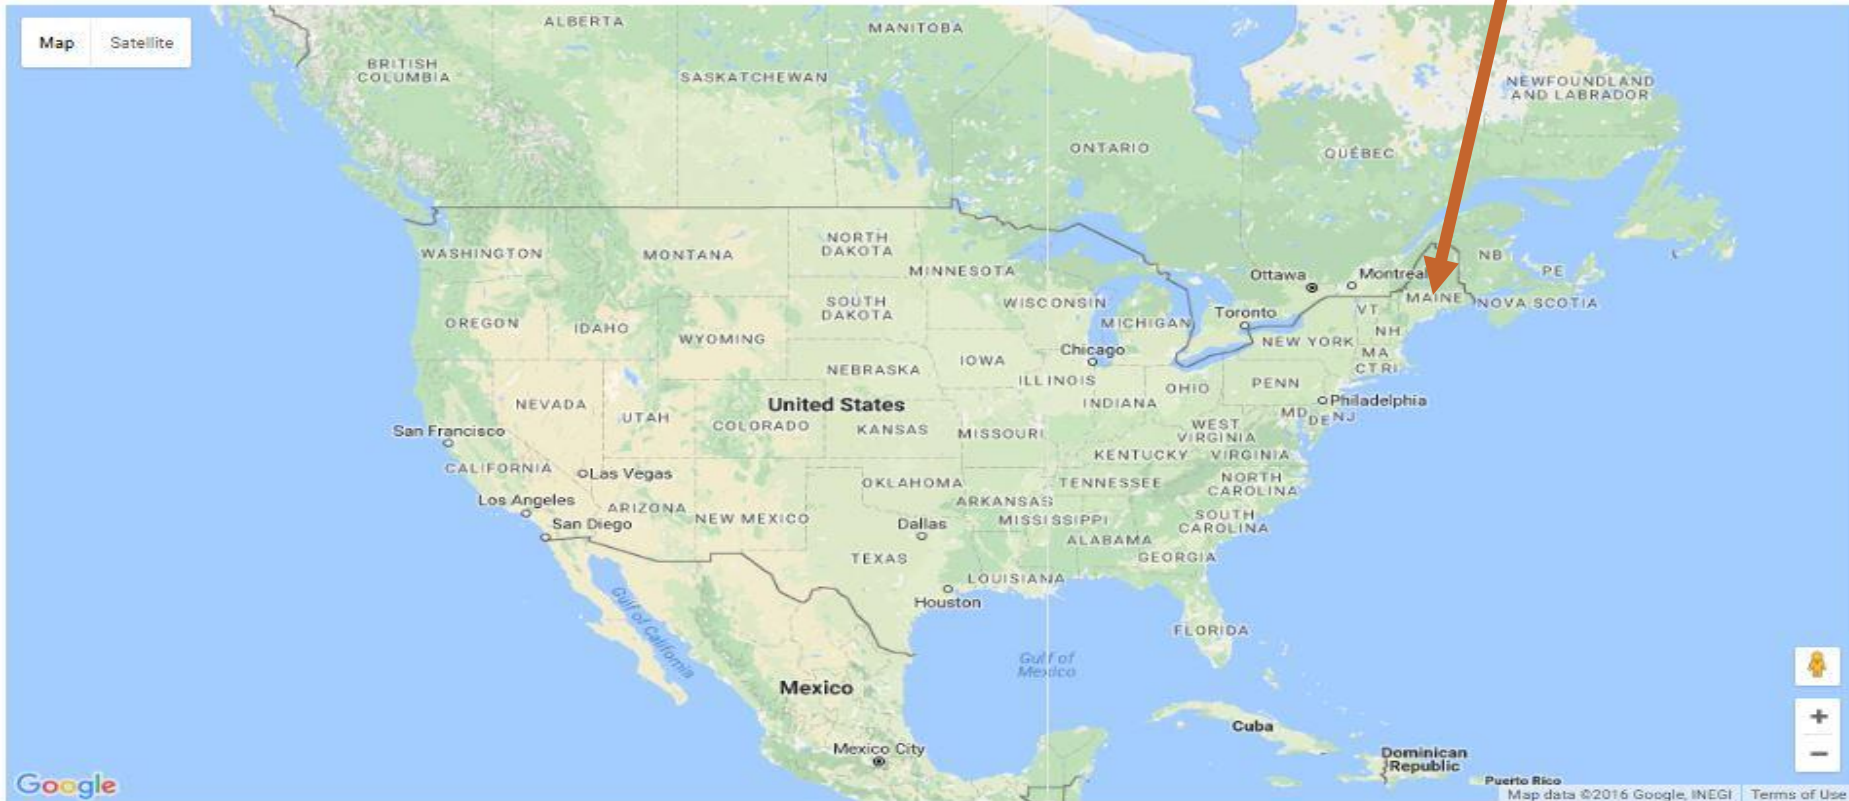 ALBERTA
MANITOBA
Map
Satellite
BRITISH
COLUMBIA
SASKATCHEWAN
NEWFOUNDLAND
AND LABRADOR
ONTARIO
QUÉBEC
WASHINGTON
MONTANA
NORTH
DAKOTA
MINNESOTA
Ottawa
Montreal
NB
PE
OREGON
IDAHO
WYOMING
SOUTH
DAKOTA
WISCONSIN
MICHIGAN
Toronto
MAINE
NOVA SCOTIA
VT
NH
NEW YORK
MA
CT RI
Chicago
NEBRASKA
IOWA
ILLINOIS
INDIANA
OHIO
PENN
Philadelphia
NEVADA
UTAH
United States
COLORADO
KANSAS
MISSOURI
WEST
VIRGINIA
MD
DE
NJ
San Francisco
CALIFORNIA
Las Vegas
KENTUCKY
VIRGINIA
Los Angeles
San Diego
ARIZONA
NEW MEXICO
OKLAHOMA
ARKANSAS
TENNESSEE
NORTH
CAROLINA
Dallas
MISSISSIPPI
SOUTH
CAROLINA
TEXAS
ALABAMA
GEORGIA
LOUISIANA
Houston
FLORIDA
Gulf of California
Gulf of
Mexico
Mexico
Cuba
Mexico City
Dominican
Republic
Puerto Rico
+
−
Google
Map data ©2016 Google, INEGI
Terms of Use